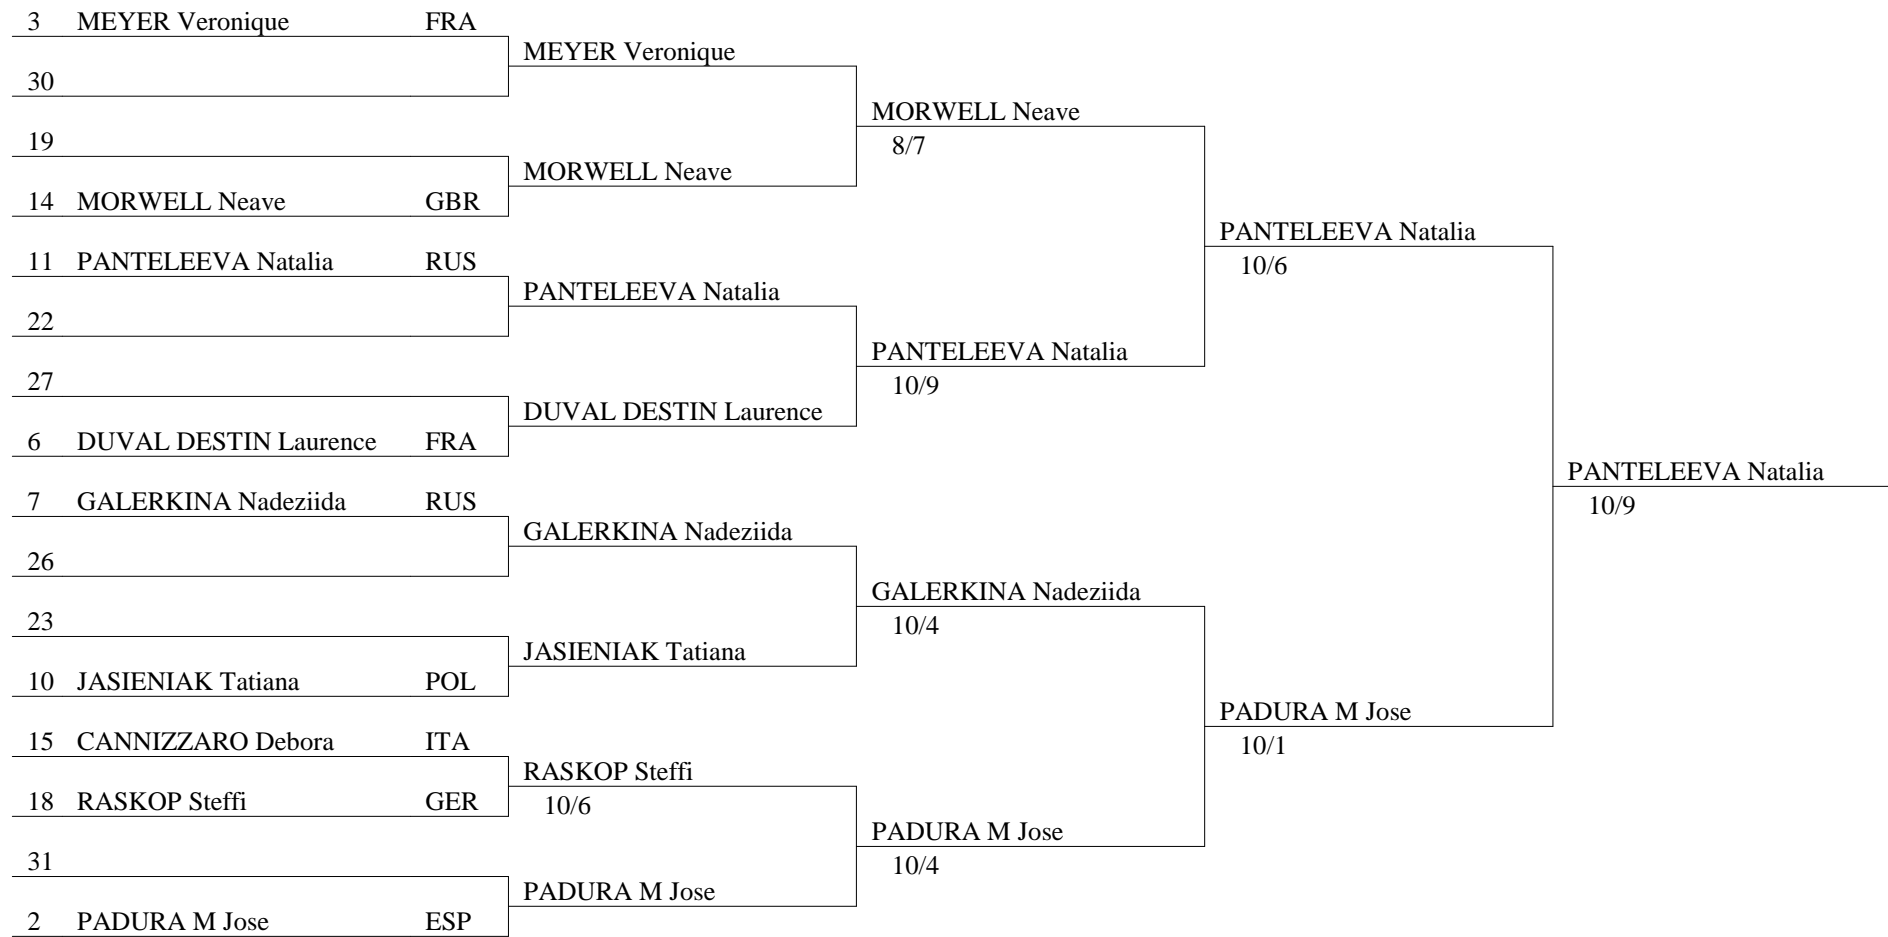 3 MEYER Veronique FRA
30
19
14 MORWELL Neave GBR
11 PANTELEEVA Natalia RUS
22
27
6 DUVAL DESTIN Laurence FRA
7 GALERKINA Nadeziida RUS
26
23
10 JASIENIAK Tatiana POL
15 CANNIZZARO Debora ITA
18 RASKOP Steffi GER
31
2 PADURA M Jose ESP
MEYER Veronique
MORWELL Neave
PANTELEEVA Natalia
DUVAL DESTIN Laurence
GALERKINA Nadeziida
JASIENIAK Tatiana
RASKOP Steffi
10/6
PADURA M Jose
MORWELL Neave
8/7
PANTELEEVA Natalia
10/9
GALERKINA Nadeziida
10/4
PADURA M Jose
10/4
PANTELEEVA Natalia
10/6
PADURA M Jose
10/1
PANTELEEVA Natalia
10/9